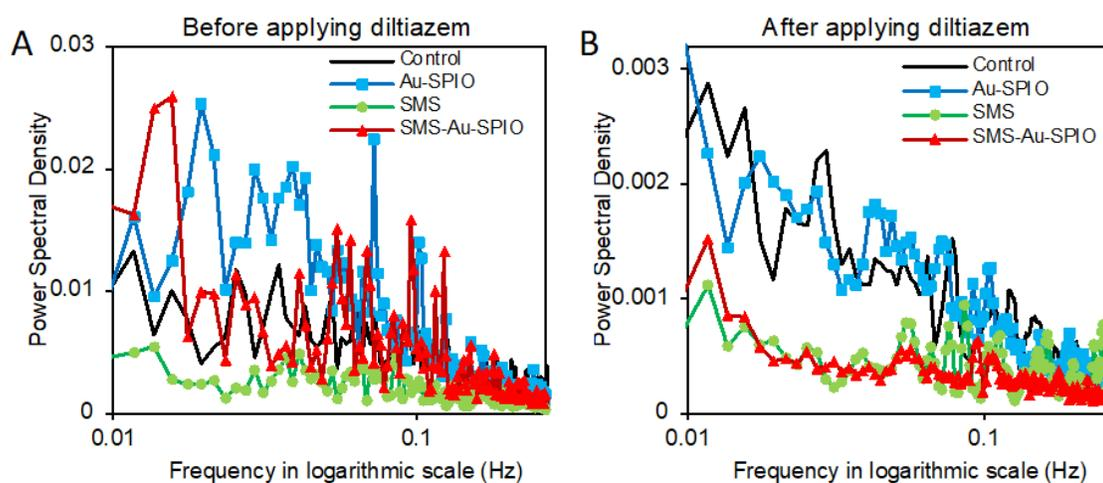 A
Before applying diltiazem
Power Spectral Density
0.03
0.02
0.01
0
Control
Au-SPIO
SMS
SMS-Au-SPIO
0.01
0.1
Frequency in logarithmic scale (Hz)
B
After applying diltiazem
Power Spectral Density
0.003
0.002
0.001
0
Control
Au-SPIO
SMS
SMS-Au-SPIO
0.01
0.1
Frequency in logarithmic scale (Hz)